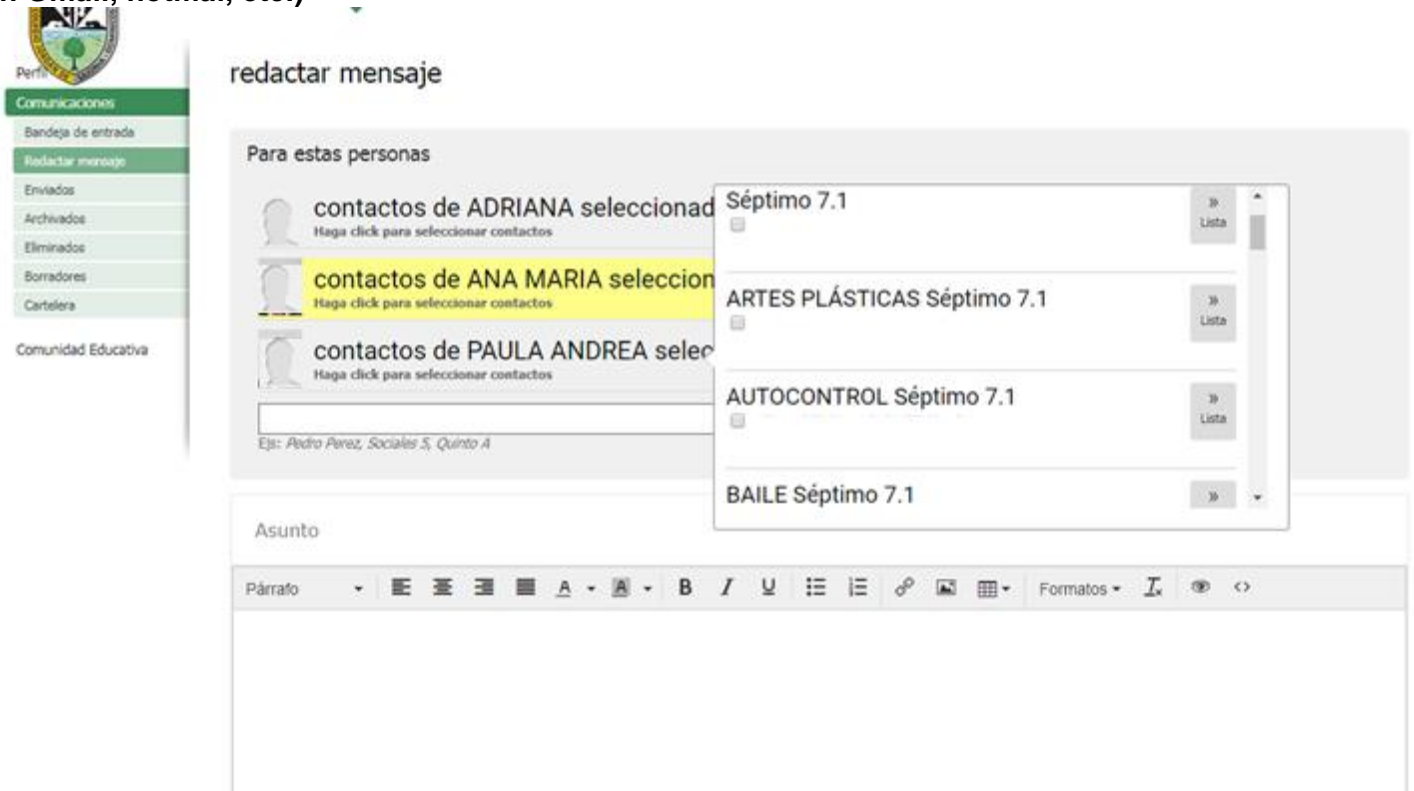 redactar mensaje
Perfil
Comunicaciones
Bandeja de entrada
Redactar mensaje
Enviados
Archivados
Eliminados
Borradores
Cartelera
Comunidad Educativa
Para estas personas
contactos de ADRIANA seleccionad
Haga click para seleccionar contactos
contactos de ANA MARIA seleccion
Haga click para seleccionar contactos
contactos de PAULA ANDREA selec
Haga click para seleccionar contactos
Ejs: Pedro Perez, Sociales 5, Quinto A
Séptimo 7.1
» Lista
ARTES PLÁSTICAS Séptimo 7.1
» Lista
AUTOCONTROL Séptimo 7.1
» Lista
BAILE Séptimo 7.1
»
Asunto
Párrafo A A B I U Formatos